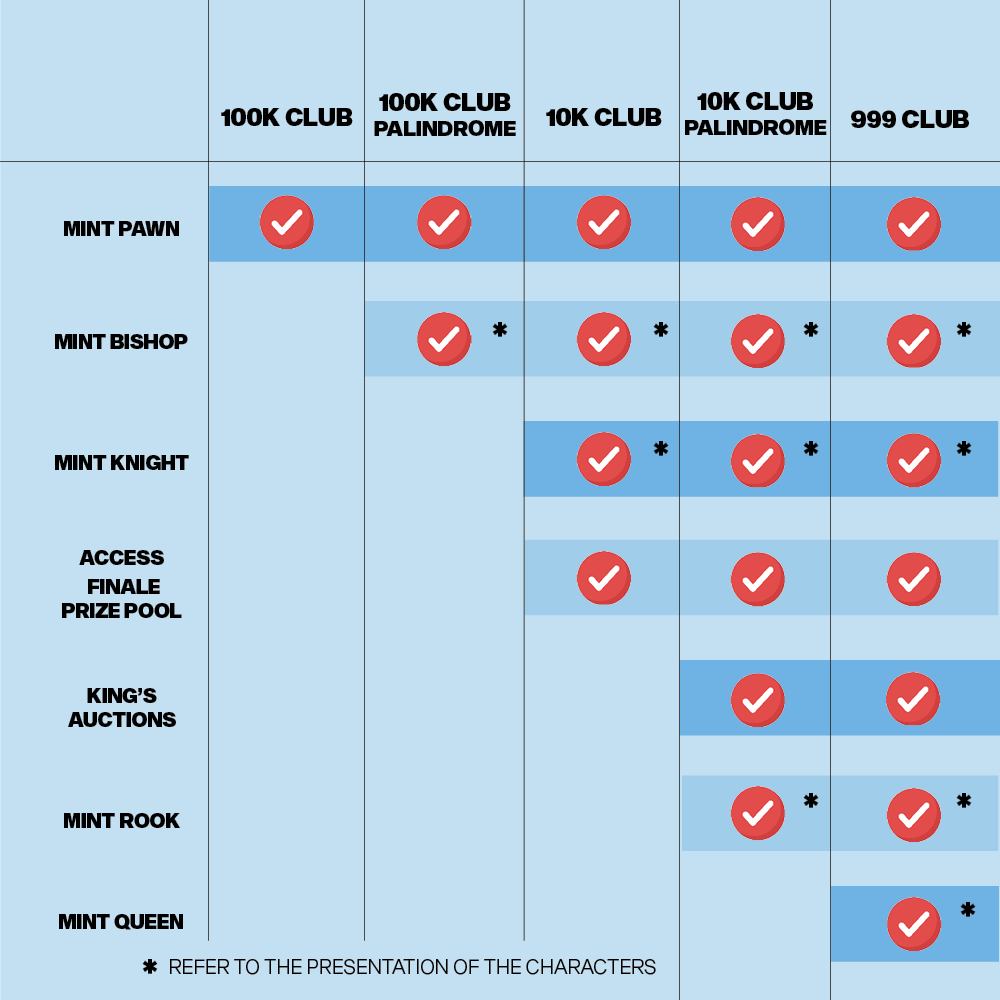 100K CLUB
100K CLUB
PALINDROME
10K CLUB
10K CLUB
PALINDROME
999 CLUB
MINT PAWN
MINT BISHOP
* * * *
MINT KNIGHT
* * *
ACCESS
FINALE
PRIZE POOL
KING’S
AUCTIONS
MINT ROOK
* *
MINT QUEEN
*
* REFER TO THE PRESENTATION OF THE CHARACTERS